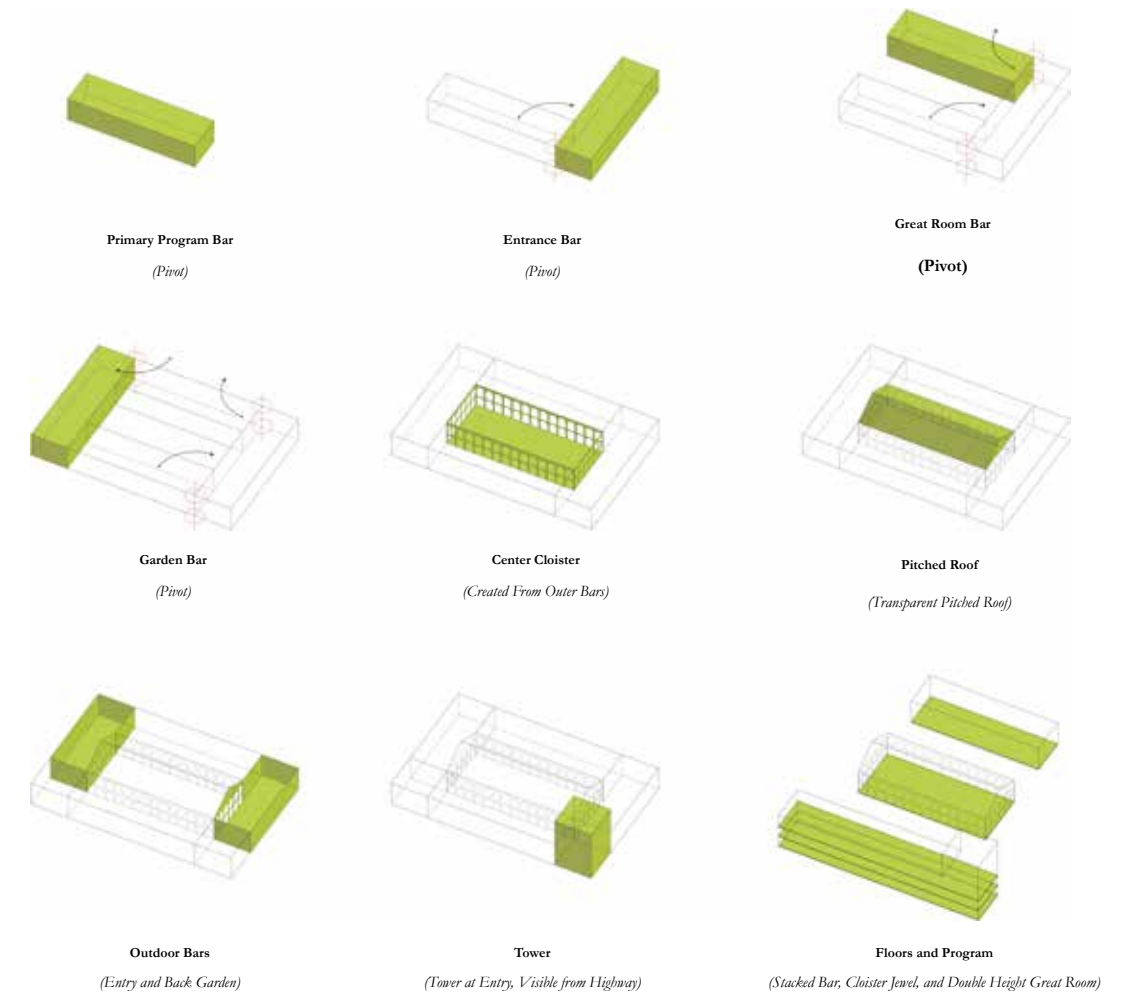 Primary Program Bar
(Pivot)
Entrance Bar
(Pivot)
Great Room Bar
(Pivot)
Garden Bar
(Pivot)
Center Cloister
(Created From Outer Bars)
Pitched Roof
(Transparent Pitched Roof)
Outdoor Bars
(Entry and Back Garden)
Tower
(Tower at Entry, Visible from Highway)
Floors and Program
(Stacked Bar, Cloister Jewel, and Double Height Great Room)